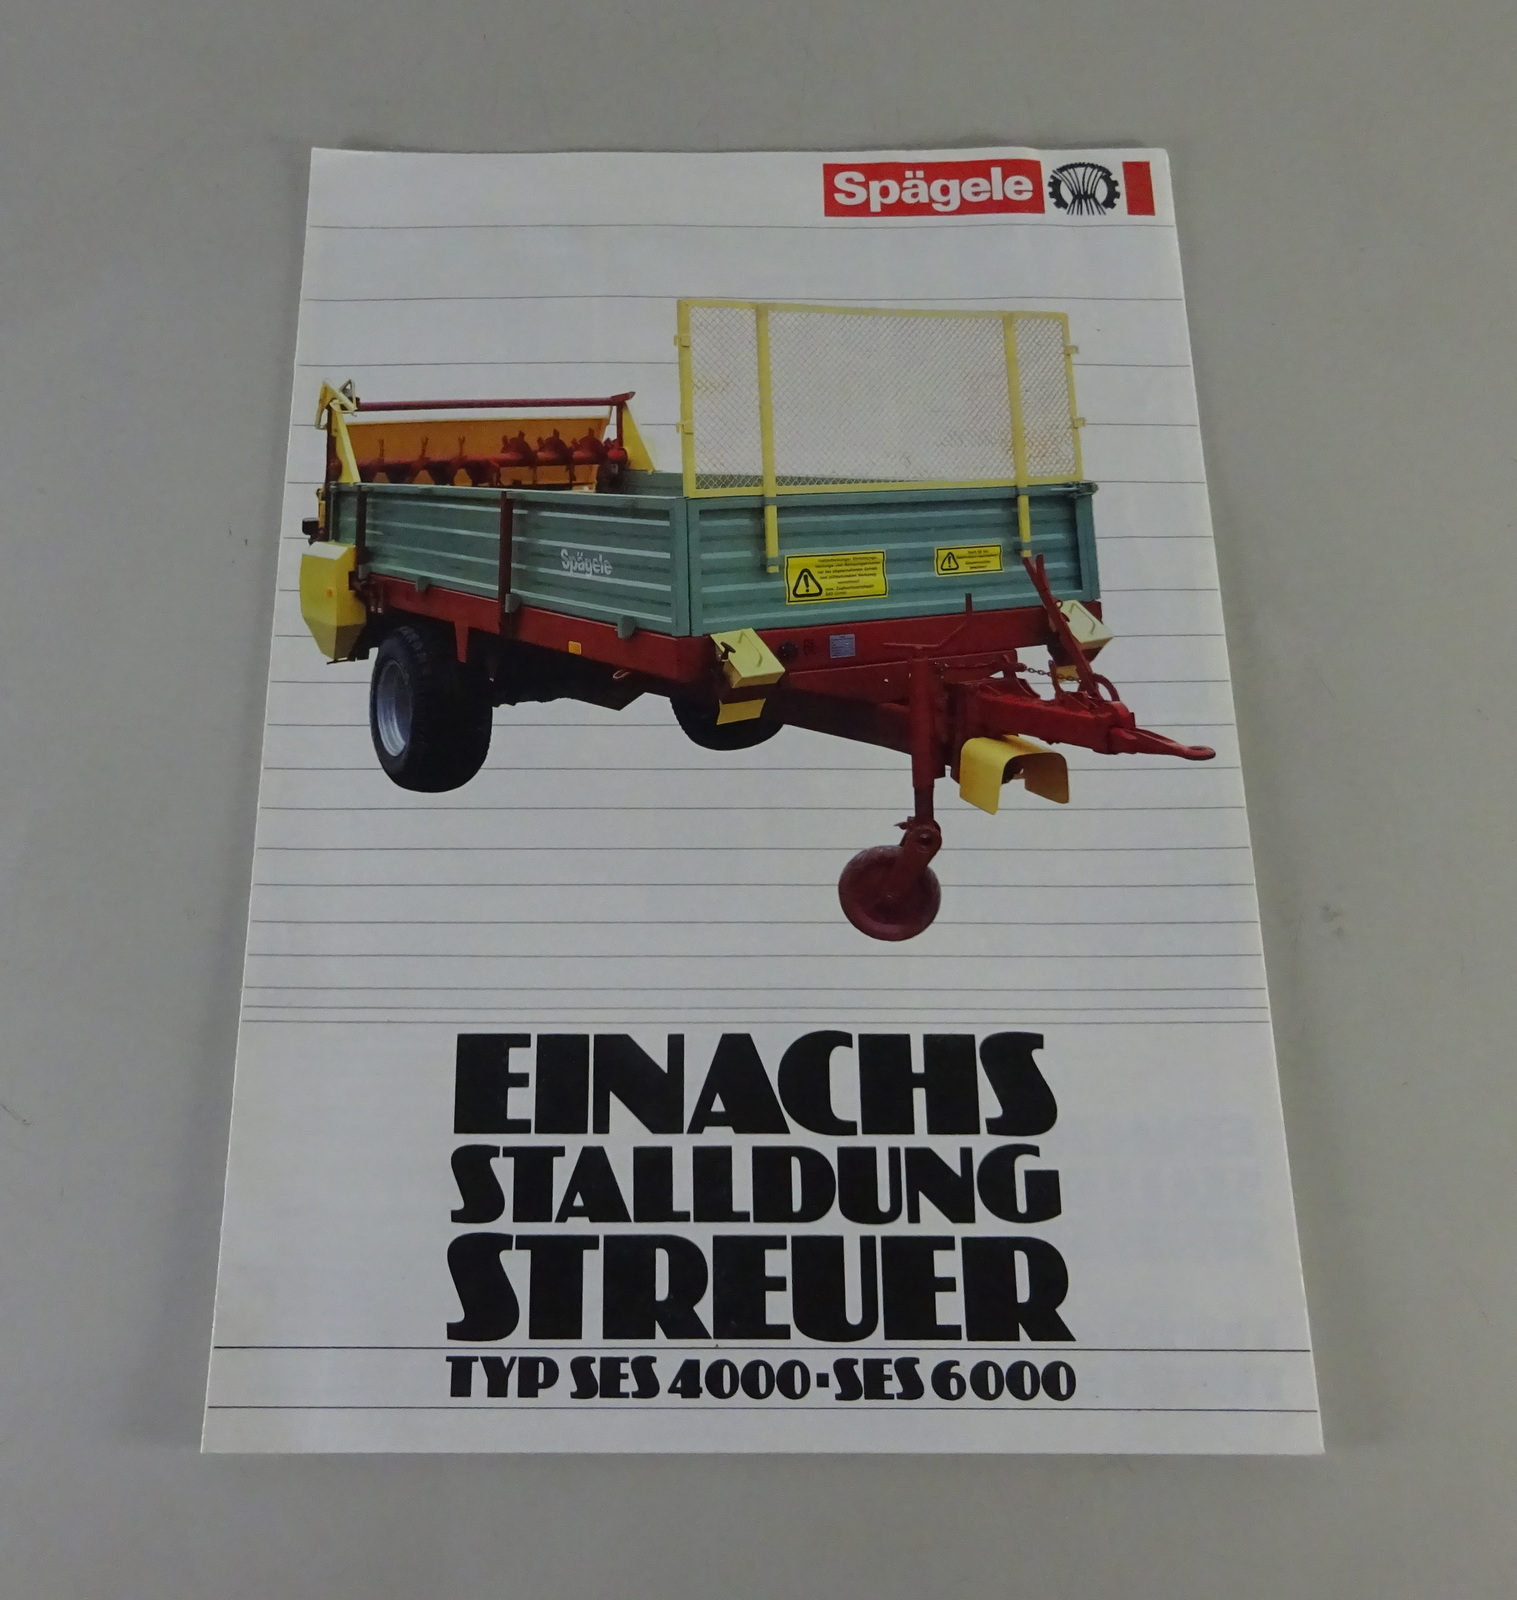 Spägele
Spägele
EINACHS
STALLDUNG
STREUER
TYP SES 4000-SES 6000